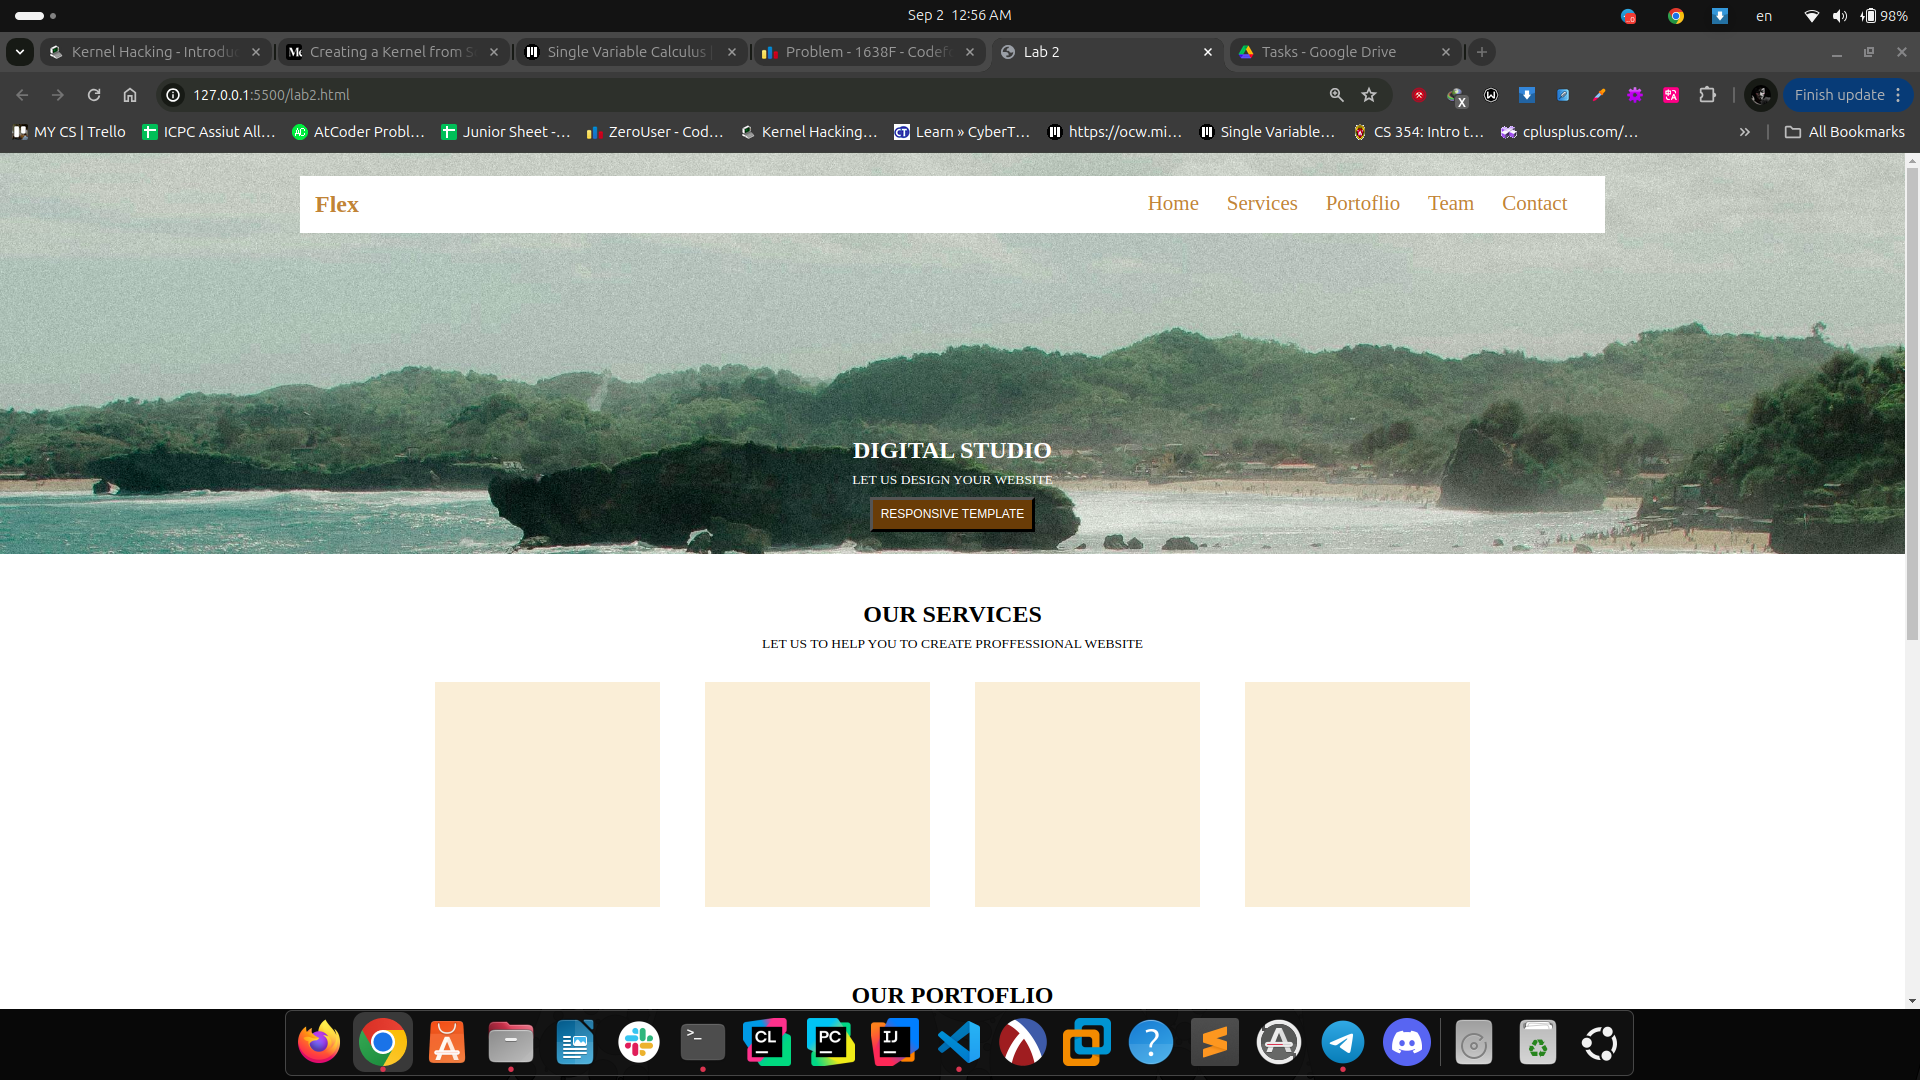 Sep 2 12:56 AM
en
98%
Kernel Hacking - Introdu
Creating a Kernel from S
Single Variable Calculus
Problem - 1638F - Codef
Lab 2
Tasks - Google Drive
127.0.0.1:5500/lab2.html
Finish update
MY CS | Trello
ICPC Assiut All...
AtCoder Probl...
Junior Sheet -...
ZeroUser - Cod...
Kernel Hacking...
Learn » CyberT...
https://ocw.mi...
Single Variable...
CS 354: Intro t...
cplusplus.com/...
»
All Bookmarks
Flex
Home
Services
Portoflio
Team
Contact
DIGITAL STUDIO
LET US DESIGN YOUR WEBSITE
RESPONSIVE TEMPLATE
OUR SERVICES
LET US TO HELP YOU TO CREATE PROFFESSIONAL WEBSITE
OUR PORTOFLIO
CL
PC
IJ